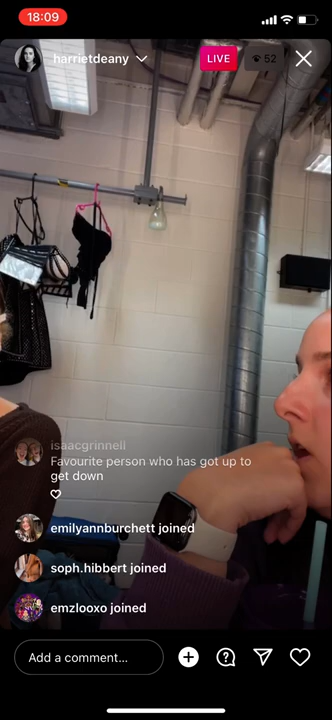 18:09
harrietdeany
LIVE
52
isaacgrinnell
Favourite person who has got up to
get down
emilyannburchett joined
soph.hibbert joined
emzlooxo joined
Add a comment...